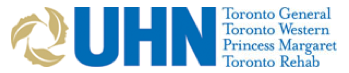 UHN
Toronto General
Toronto Western
Princess Margaret
Toronto Rehab